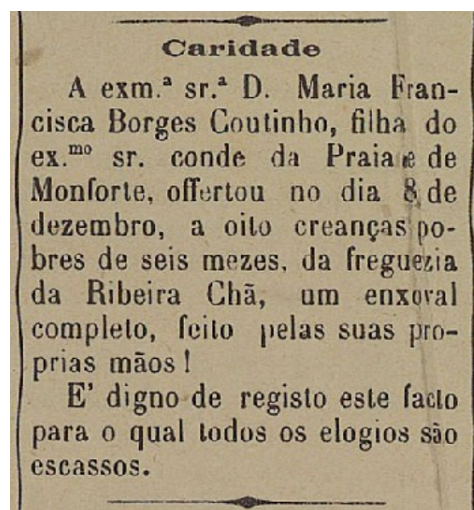 Caridade
A exm.ª sr.ª D. Maria Fran-
cisca Borges Coutinho, filha do
ex.mo sr. conde da Praia e de
Monforte, offertou no dia 8 de
dezembro, a oito creanças po-
bres de seis mezes, da freguezia
da Ribeira Chã, um enxoval
completo, feito pelas suas pro-
prias mãos!
E' digno de registo este facto
para o qual todos os elogios são
escassos.